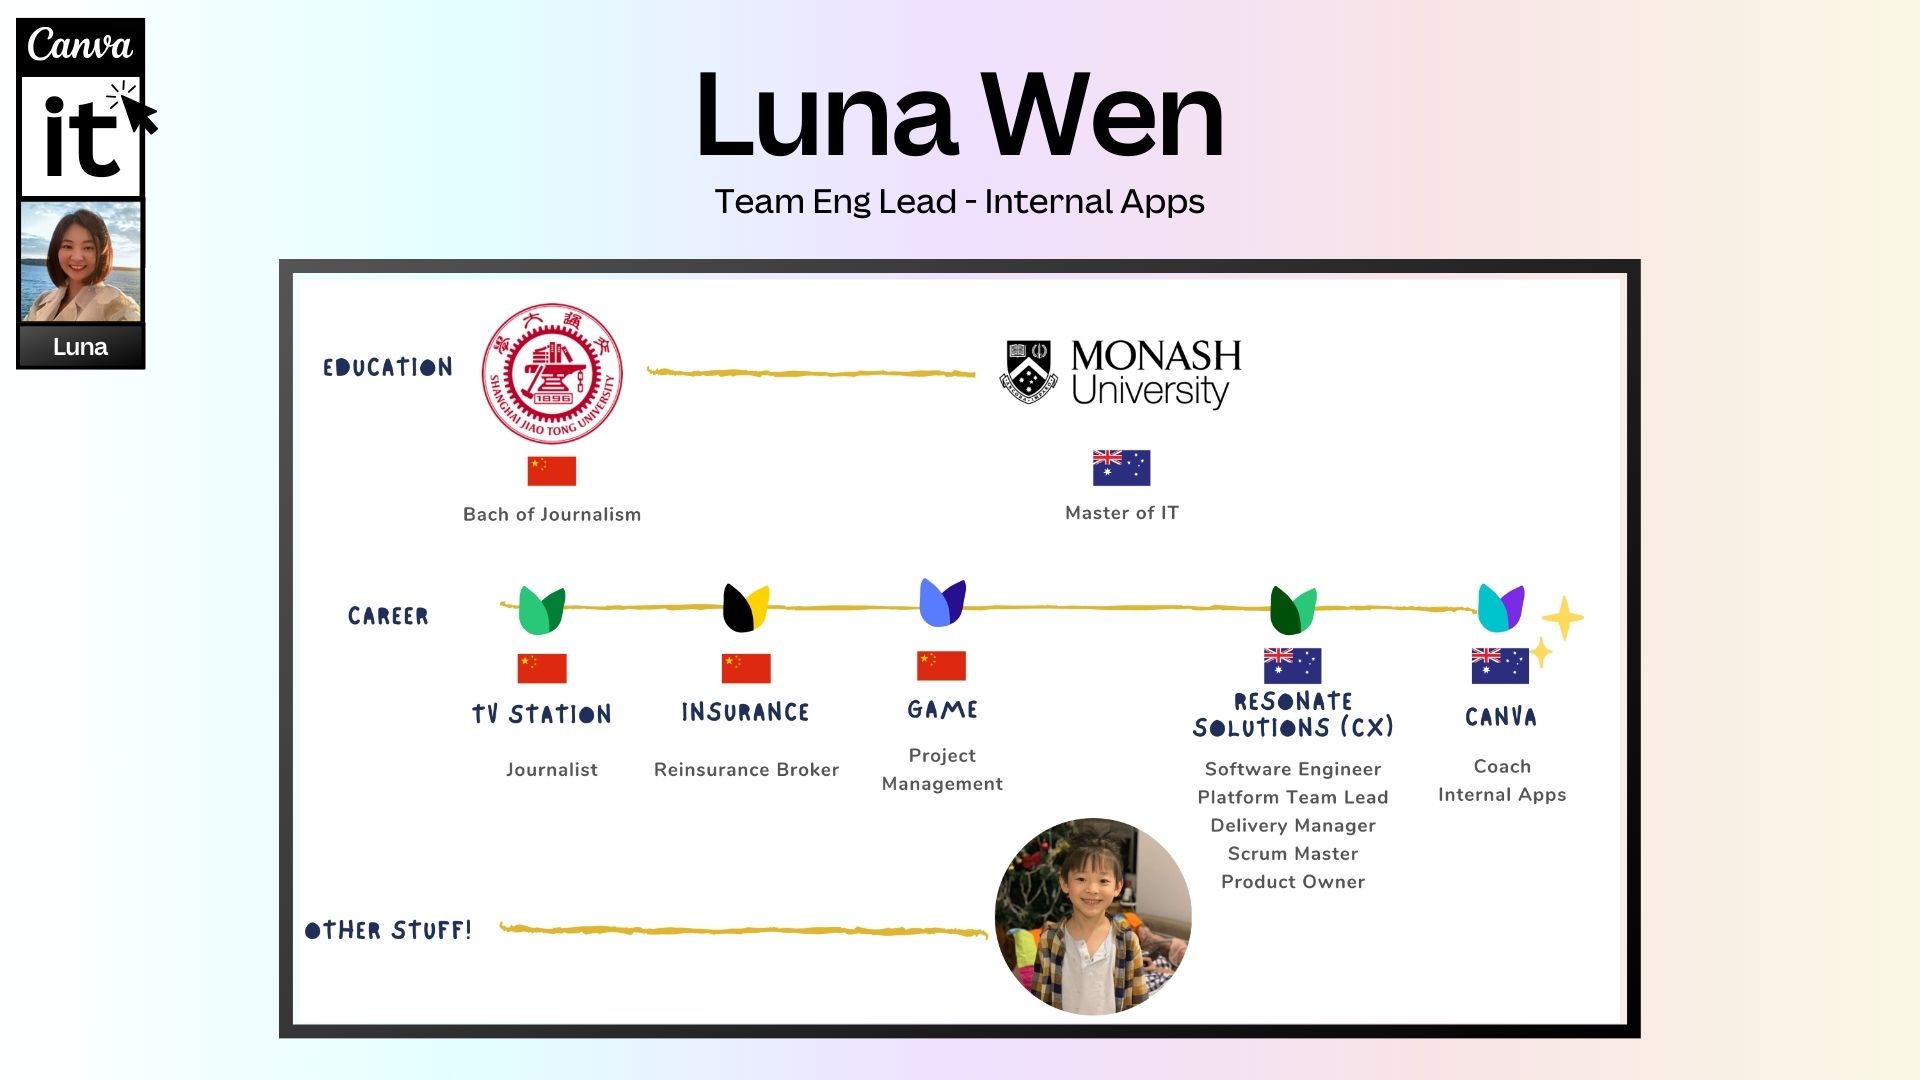 Canva
it
Luna
Luna Wen
Team Eng Lead - Internal Apps
EDUCATION
SHANGHAI JIAO TONG UNIVERSITY
1896
MONASH
University
Bach of Journalism
Master of IT
CAREER
TV STATION
INSURANCE
GAME
RESONATE
SOLUTIONS (CX)
CANVA
Journalist
Reinsurance Broker
Project
Management
Software Engineer
Platform Team Lead
Delivery Manager
Scrum Master
Product Owner
Coach
Internal Apps
OTHER STUFF!